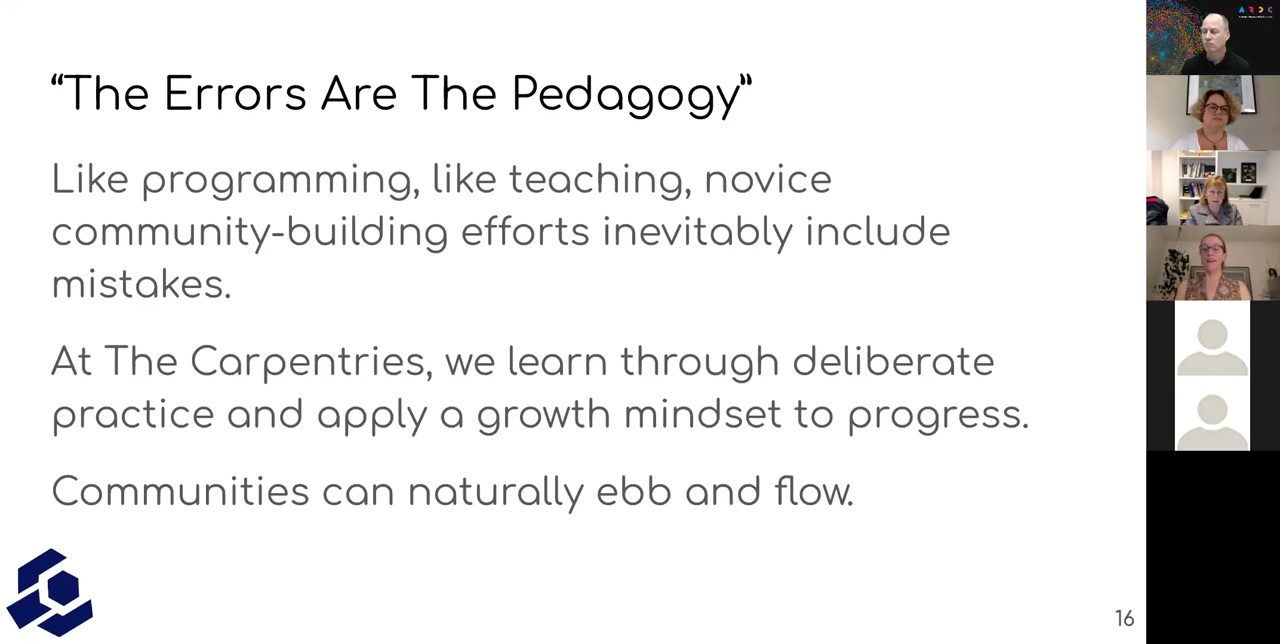 “The Errors Are The Pedagogy”
Like programming, like teaching, novice
community-building efforts inevitably include
mistakes.
At The Carpentries, we learn through deliberate
practice and apply a growth mindset to progress.
Communities can naturally ebb and flow.
16
ARDC